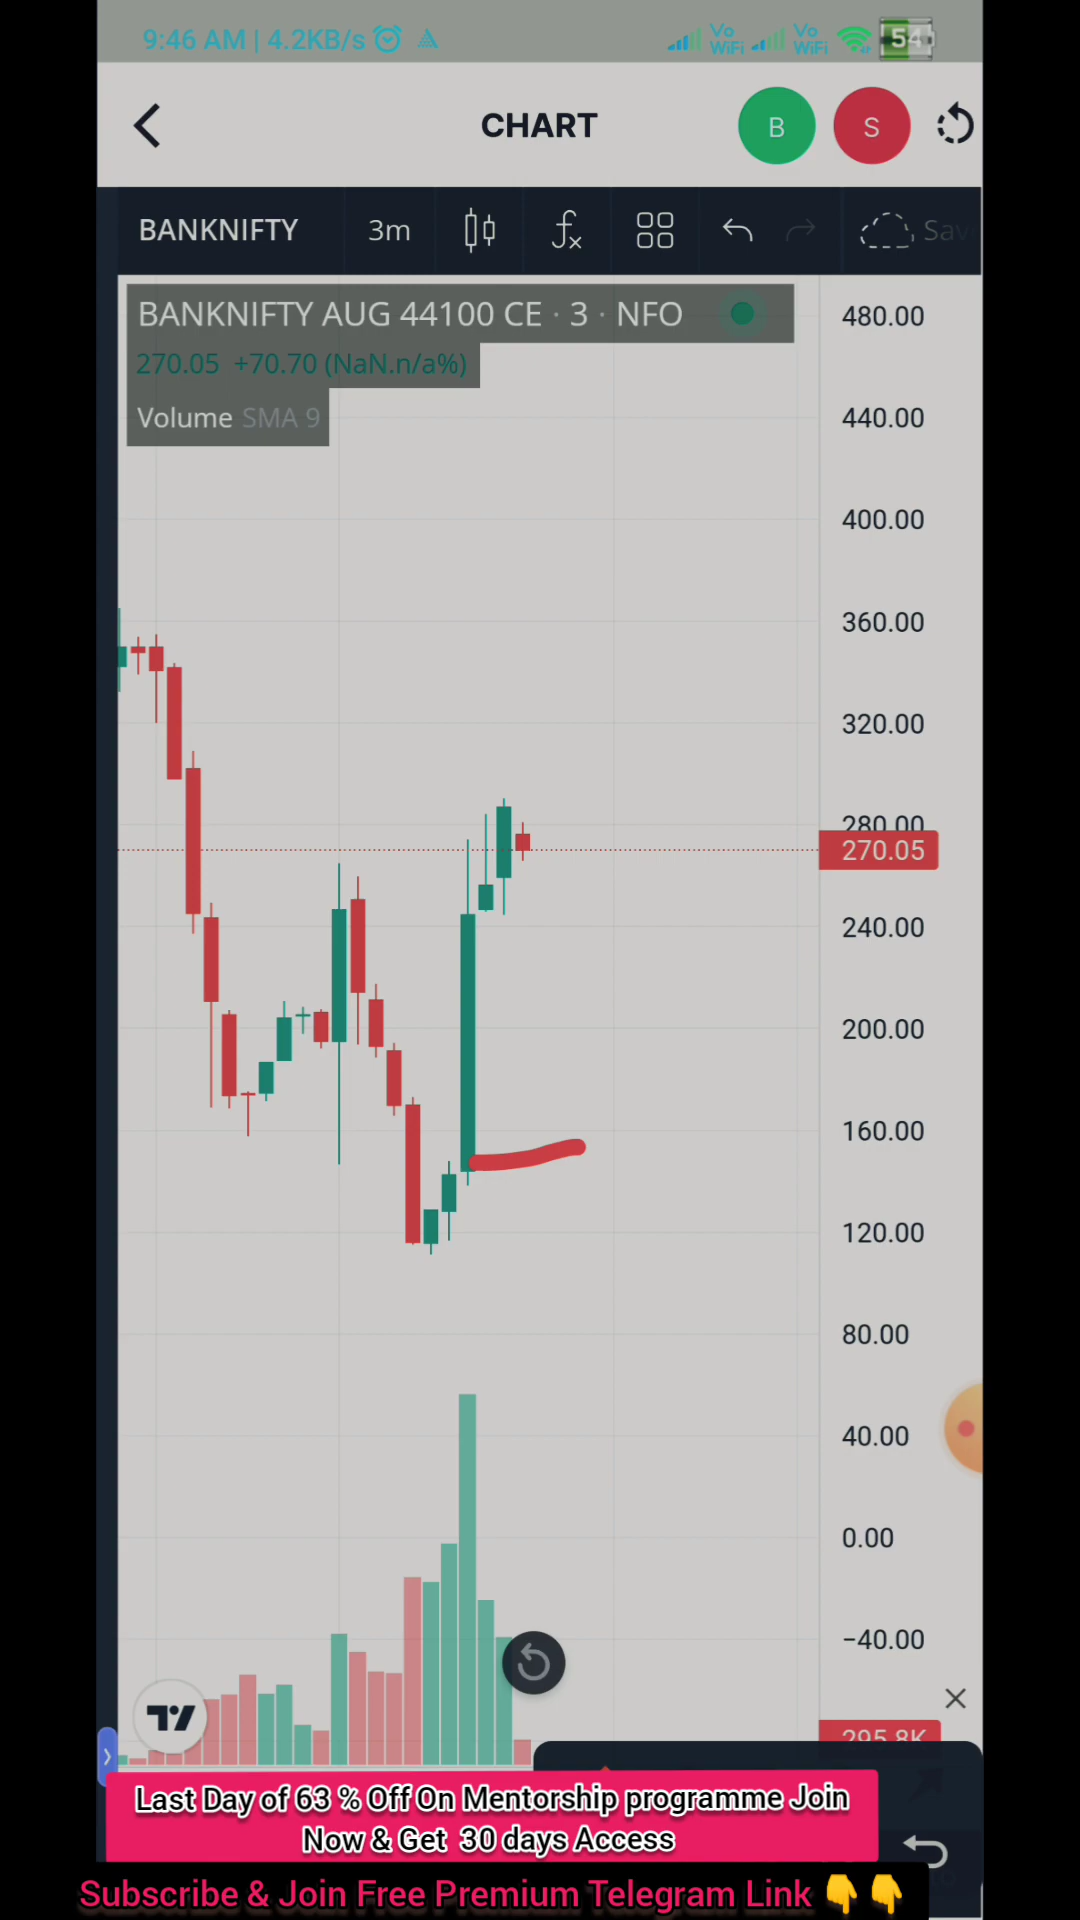 9:46 AM | 4.2KB/s
Vo WiFi
Vo WiFi
54
CHART
B
S
BANKNIFTY
3m
fx
BANKNIFTY AUG 44100 CE · 3 · NFO
270.05 +70.70 (NaN.n/a%)
Volume SMA 9
480.00
440.00
400.00
360.00
320.00
280.00
270.05
240.00
200.00
160.00
120.00
80.00
40.00
0.00
−40.00
295.8K
Last Day of 63 % Off On Mentorship programme Join
Now & Get 30 days Access
Subscribe & Join Free Premium Telegram Link 👇👇